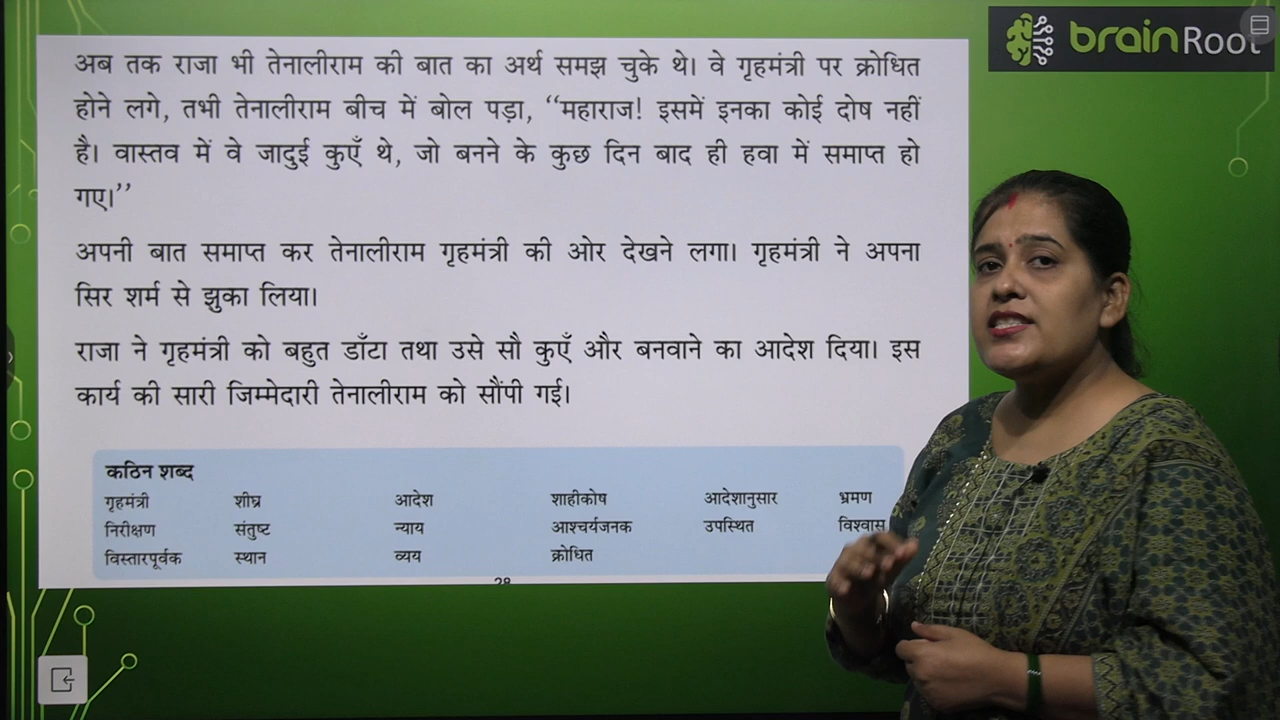 brainRoot
अब तक राजा भी तेनालीराम की बात का अर्थ समझ चुके थे। वे गृहमंत्री पर क्रोधित
होने लगे, तभी तेनालीराम बीच में बोल पड़ा, “महाराज! इसमें इनका कोई दोष नहीं
है। वास्तव में वे जादुई कुएँ थे, जो बनने के कुछ दिन बाद ही हवा में समाप्त हो
गए।”
अपनी बात समाप्त कर तेनालीराम गृहमंत्री की ओर देखने लगा। गृहमंत्री ने अपना
सिर शर्म से झुका लिया।
राजा ने गृहमंत्री को बहुत डाँटा तथा उसे सौ कुएँ और बनवाने का आदेश दिया। इस
कार्य की सारी जिम्मेदारी तेनालीराम को सौंपी गई।
कठिन शब्द
गृहमंत्री शीघ्र आदेश शाहीकोष आदेशानुसार भ्रमण
निरीक्षण संतुष्ट न्याय आश्चर्यजनक उपस्थित विश्वास
विस्तारपूर्वक स्थान व्यय क्रोधित
28